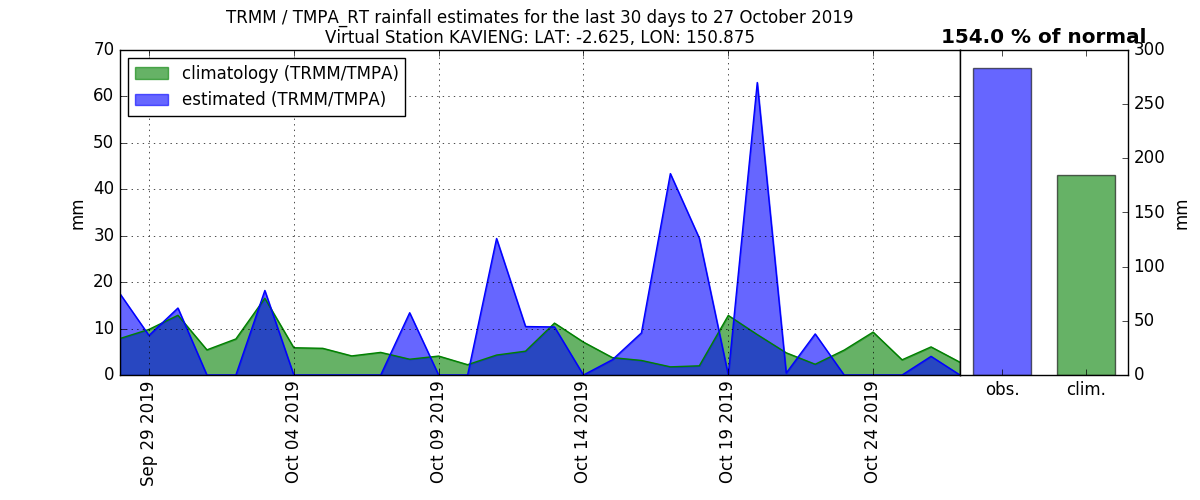 TRMM / TMPA_RT rainfall estimates for the last 30 days to 27 October 2019
Virtual Station KAVIENG: LAT: -2.625, LON: 150.875
154.0 % of normal
climatology (TRMM/TMPA)
estimated (TRMM/TMPA)
mm
70
60
50
40
30
20
10
0
Sep 29 2019
Oct 04 2019
Oct 09 2019
Oct 14 2019
Oct 19 2019
Oct 24 2019
300
250
200
150
100
50
0
mm
obs.
clim.